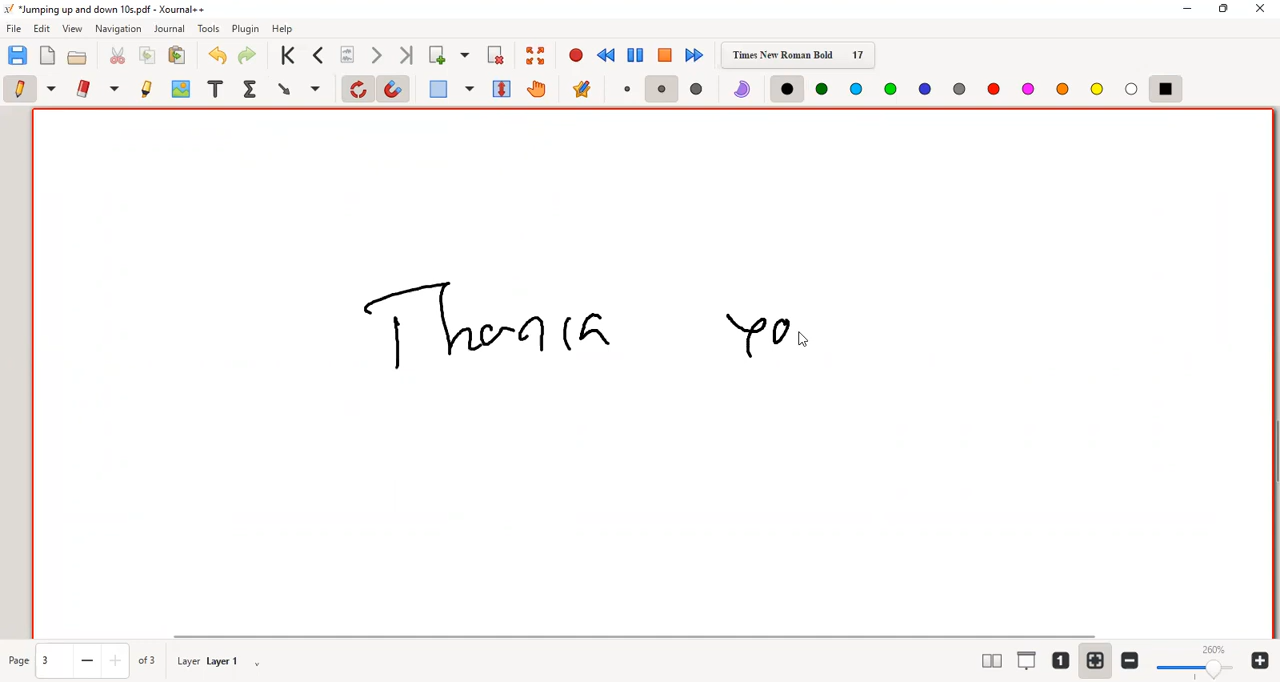 *Jumping up and down 10s.pdf - Xournal++
File Edit View Navigation Journal Tools Plugin Help
Times New Roman Bold 17
Thank yo
Page 3 of 3 Layer Layer 1 260%